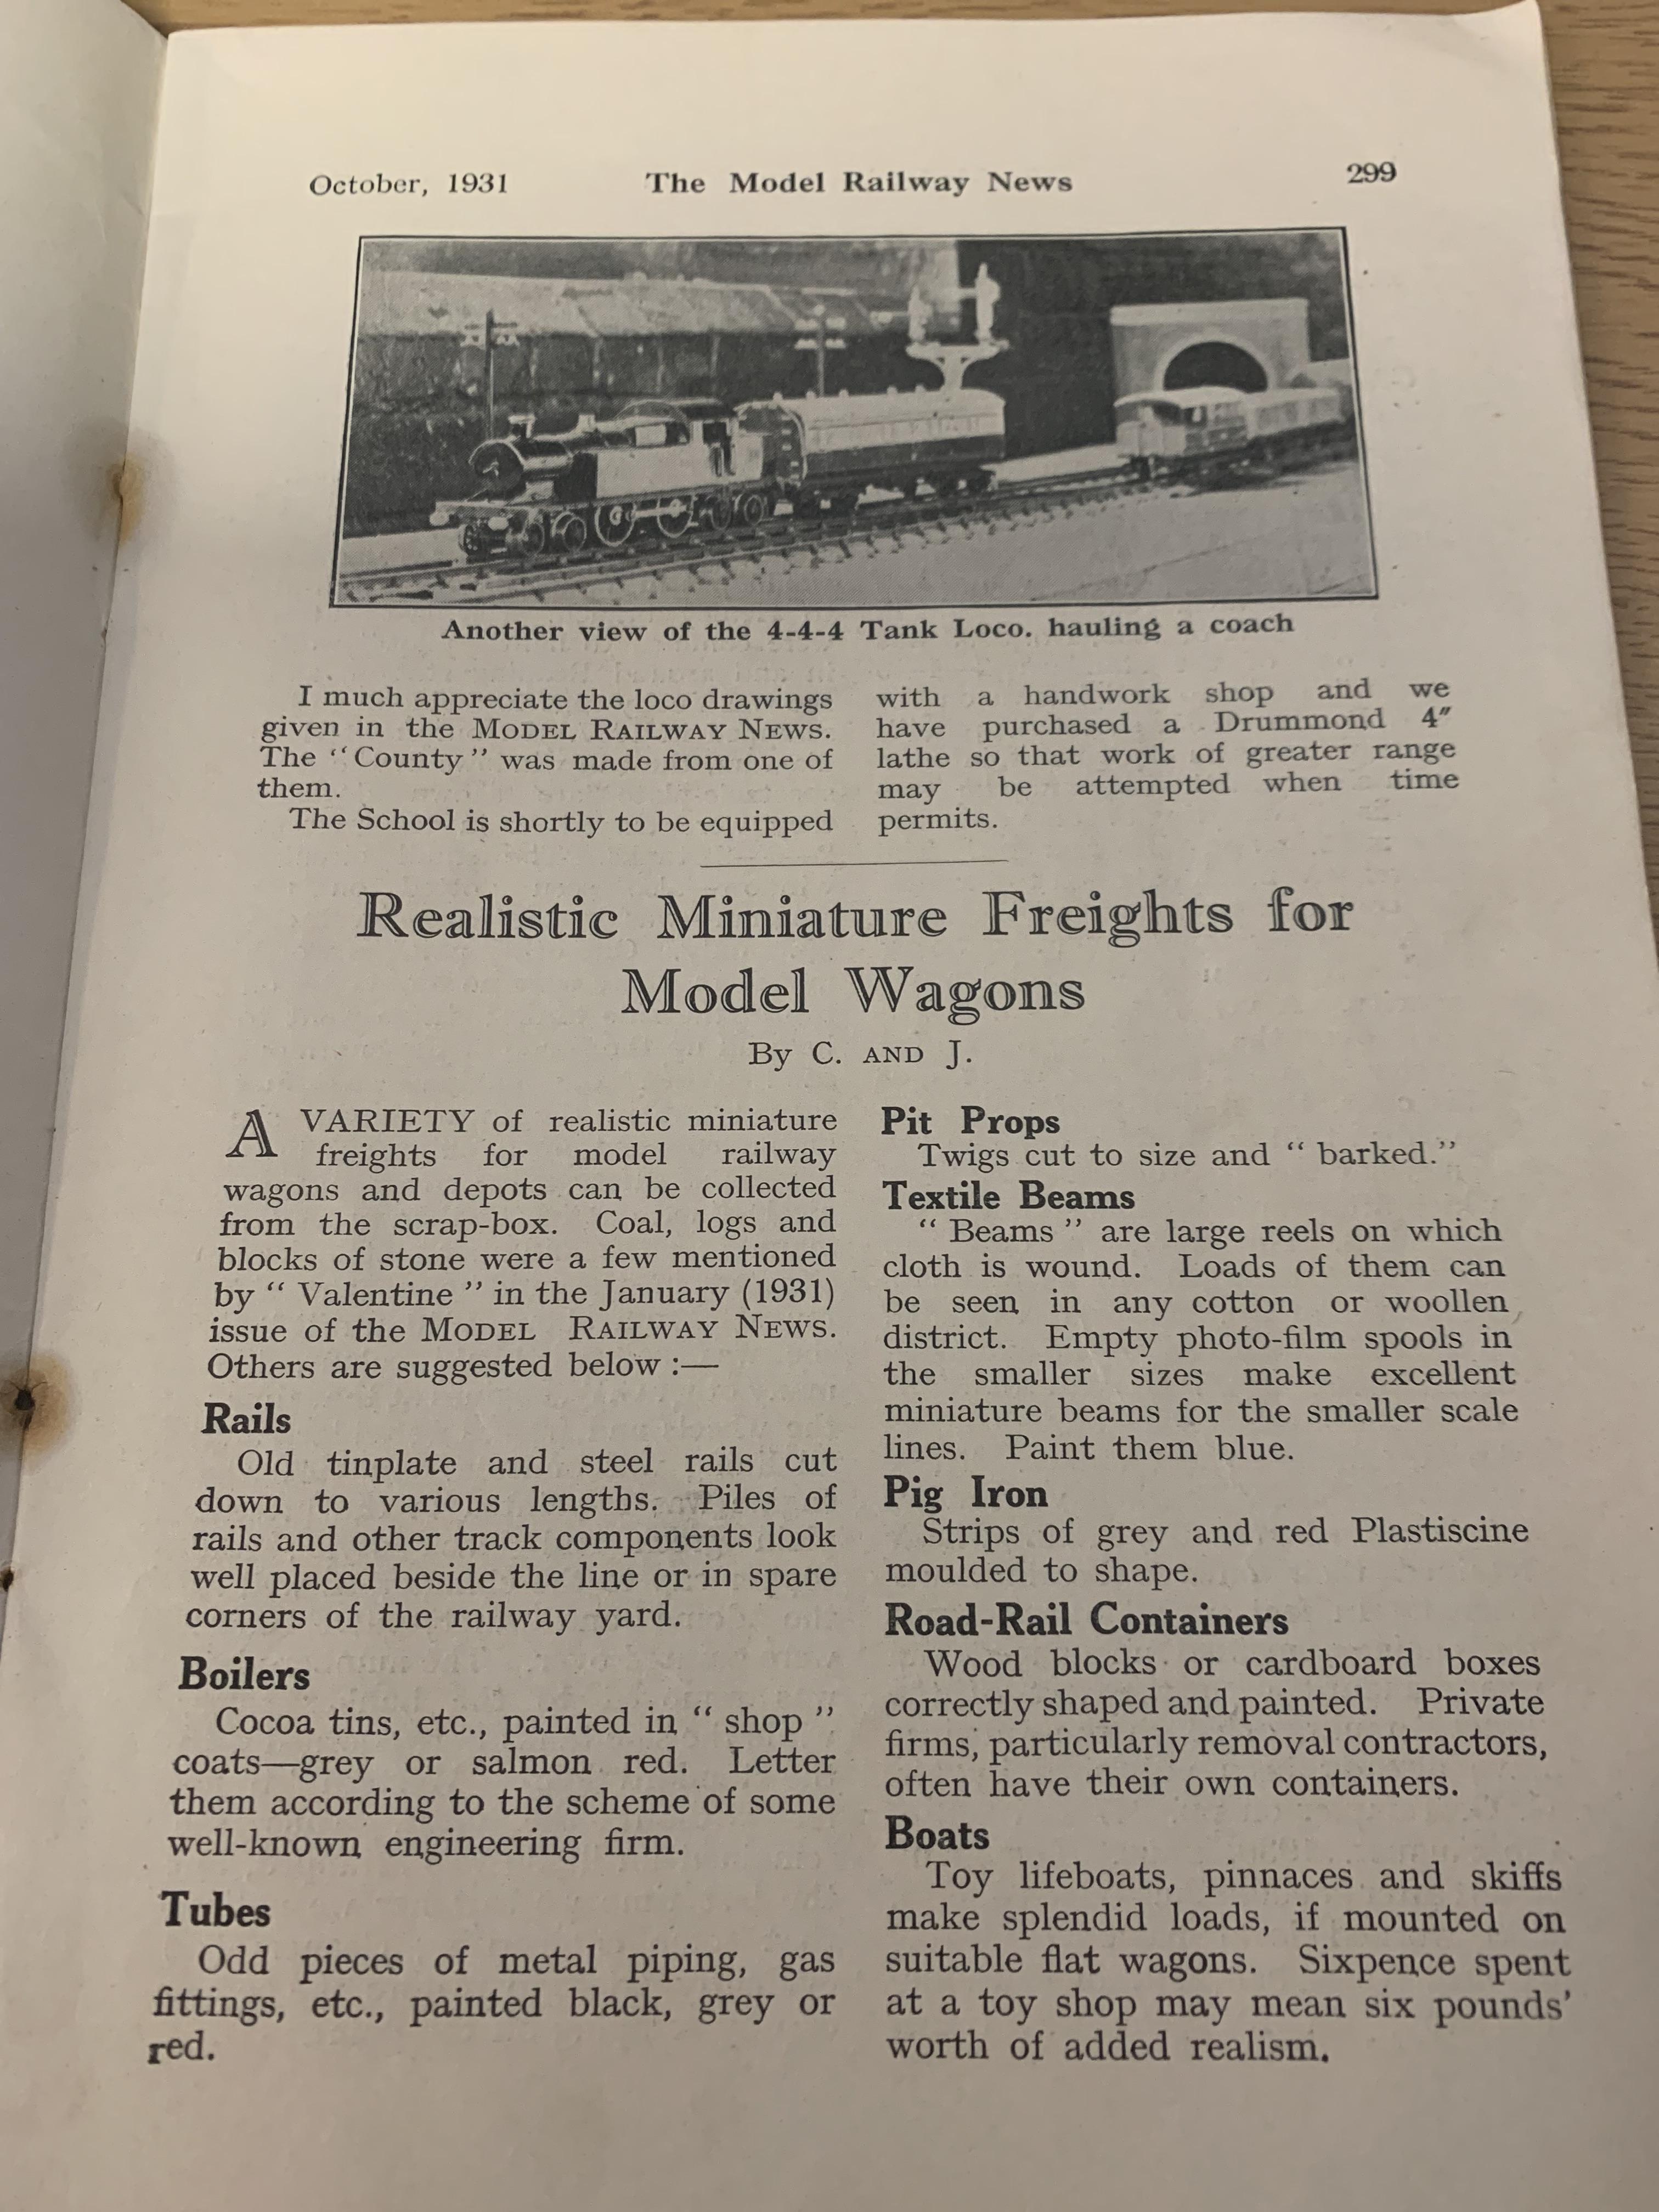 October, 1931
The Model Railway News
299
Another view of the 4-4-4 Tank Loco. hauling a coach
I much appreciate the loco drawings
given in the MODEL RAILWAY NEWS.
The “County” was made from one of
them.
The School is shortly to be equipped
with a handwork shop and we
have purchased a Drummond 4″
lathe so that work of greater range
may be attempted when time
permits.
Realistic Miniature Freights for
Model Wagons
By C. AND J.
A VARIETY of realistic miniature
freights for model railway
wagons and depots can be collected
from the scrap-box. Coal, logs and
blocks of stone were a few mentioned
by “ Valentine ” in the January (1931)
issue of the MODEL RAILWAY NEWS.
Others are suggested below :—
Rails
Old tinplate and steel rails cut
down to various lengths. Piles of
rails and other track components look
well placed beside the line or in spare
corners of the railway yard.
Boilers
Cocoa tins, etc., painted in “ shop ”
coats—grey or salmon red. Letter
them according to the scheme of some
well-known engineering firm.
Tubes
Odd pieces of metal piping, gas
fittings, etc., painted black, grey or
red.
Pit Props
Twigs cut to size and “ barked.”
Textile Beams
“ Beams ” are large reels on which
cloth is wound. Loads of them can
be seen in any cotton or woollen
district. Empty photo-film spools in
the smaller sizes make excellent
miniature beams for the smaller scale
lines. Paint them blue.
Pig Iron
Strips of grey and red Plastiscine
moulded to shape.
Road-Rail Containers
Wood blocks or cardboard boxes
correctly shaped and painted. Private
firms, particularly removal contractors,
often have their own containers.
Boats
Toy lifeboats, pinnaces and skiffs
make splendid loads, if mounted on
suitable flat wagons. Sixpence spent
at a toy shop may mean six pounds’
worth of added realism.